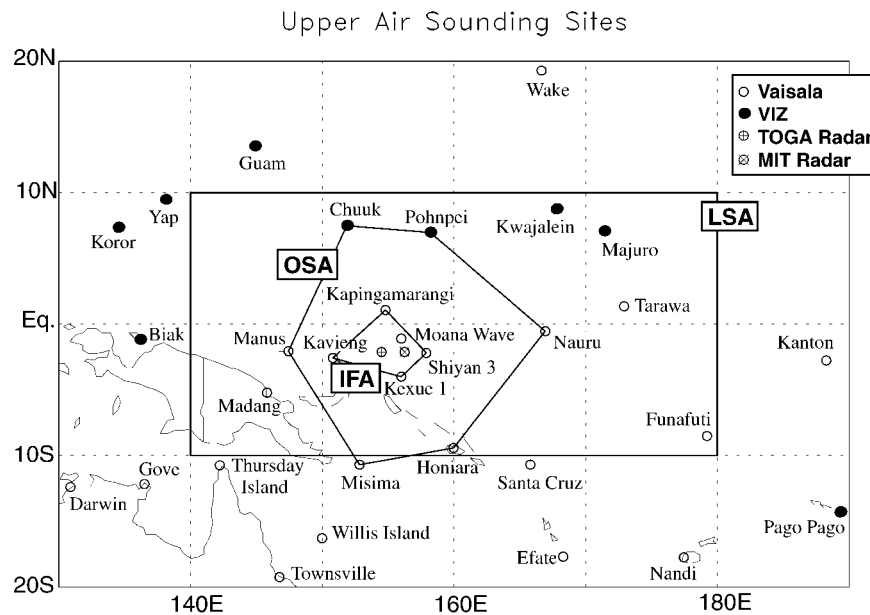 Upper Air Sounding Sites
20N
Wake
Vaisala
VIZ
TOGA Radar
MIT Radar
Guam
10N
Yap
Koror
Chuuk
Pohnpei
Kwajalein
Majuro
LSA
OSA
Kapingamarangi
Tarawa
Eq.
Biak
Manus
Kavieng
Moana Wave
Nauru
Kanton
Shiyan 3
IFA
Kexue 1
Madang
Funafuti
10S
Gove
Thursday
Island
Misima
Honiara
Santa Cruz
Darwin
Willis Island
Pago Pago
Efate
Nandi
Townsville
20S
140E
160E
180E